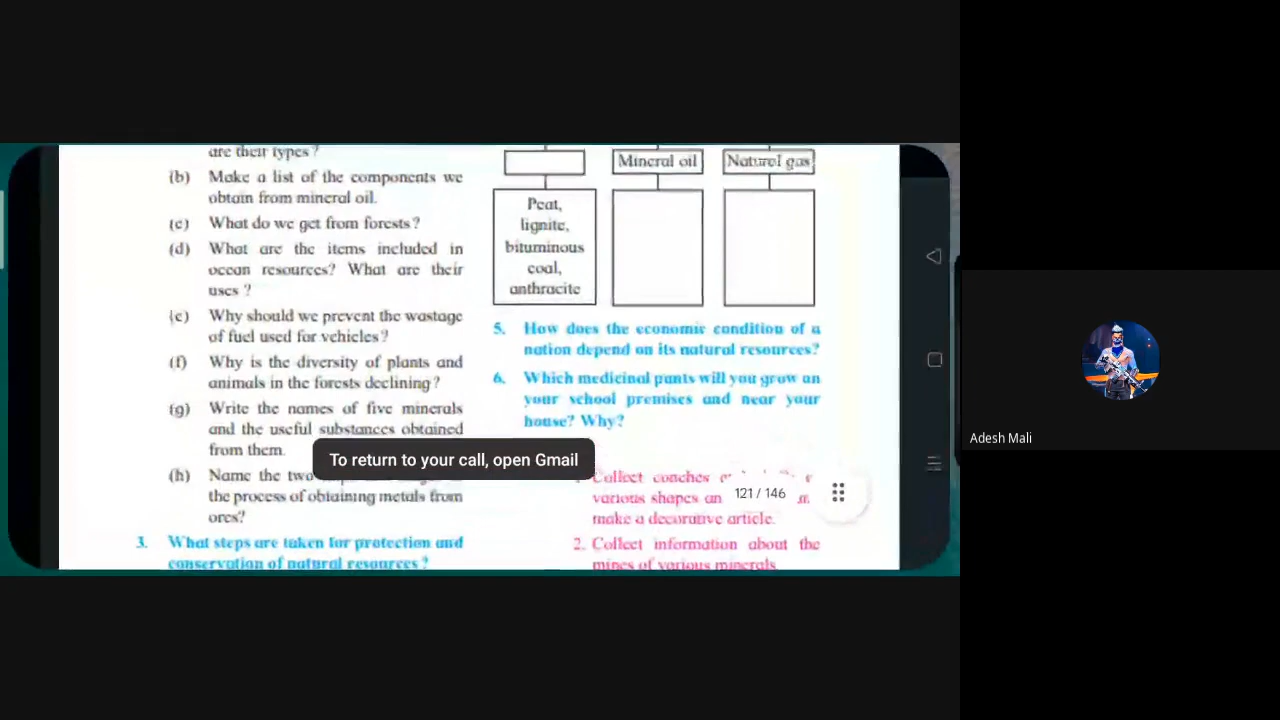 are their types ?
(b) Make a list of the components we
obtain from mineral oil.
(c) What do we get from forests ?
(d) What are the items included in
ocean resources? What are their
uses ?
(e) Why should we prevent the wastage
of fuel used for vehicles ?
(f) Why is the diversity of plants and
animals in the forests declining ?
(g) Write the names of five minerals
and the useful substances obtained
from them.
(h) Name the two
the process of obtaining metals from
ores?
3. What steps are taken for protection and
conservation of natural resources ?
Mineral oil
Natural gas
Peat,
lignite,
bituminous
coal,
anthracite
5. How does the economic condition of a
nation depend on its natural resources?
6. Which medicinal pants will you grow on
your school premises and near your
house? Why?
Collect conches
various shapes an
make a decorative article.
2. Collect information about the
mines of various minerals
To return to your call, open Gmail
121 / 146
Adesh Mali